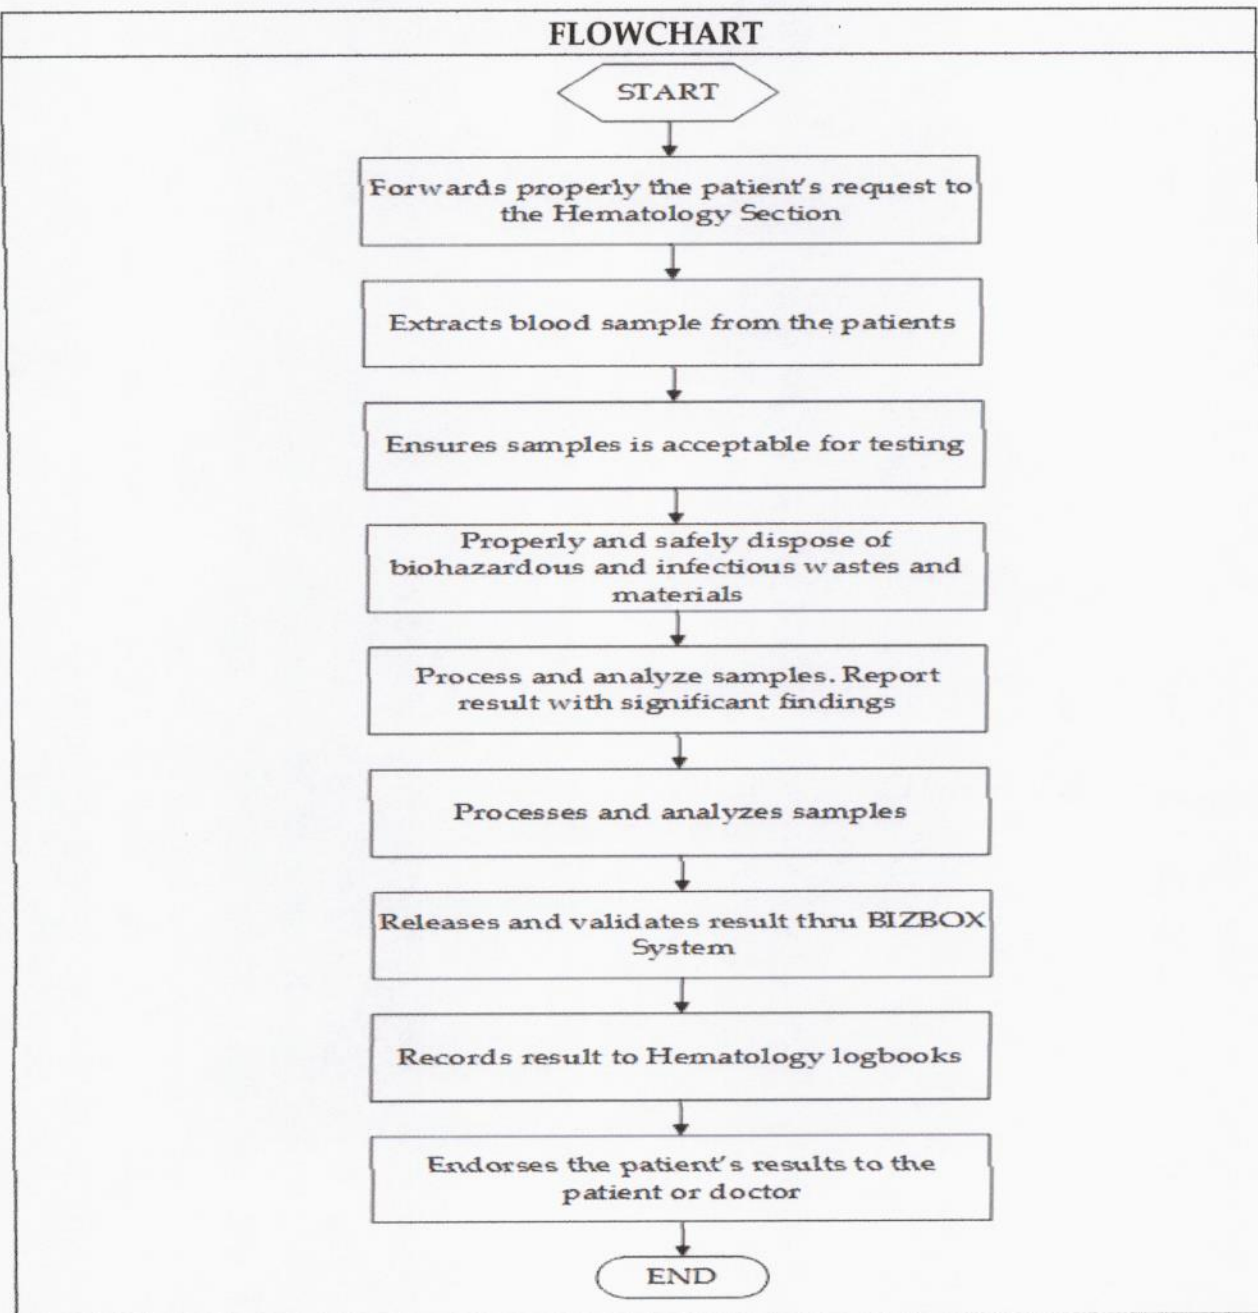 FLOWCHART
START
Forwards properly the patient's request to
the Hematology Section
Extracts blood sample from the patients
Ensures samples is acceptable for testing
Properly and safely dispose of
biohazardous and infectious wastes and
materials
Process and analyze samples. Report
result with significant findings
Processes and analyzes samples
Releases and validates result thru BIZBOX
System
Records result to Hematology logbooks
Endorses the patient's results to the
patient or doctor
END